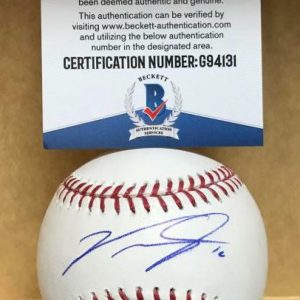 been deemed authentic and genuine.
This authentication can be verified by
visiting www.beckett-authentication.com
and utilizing the below authentication
number in the designated area.
CERTIFICATION NUMBER:G94131
BECKETT
B
AUTHENTICATION
SERVICES